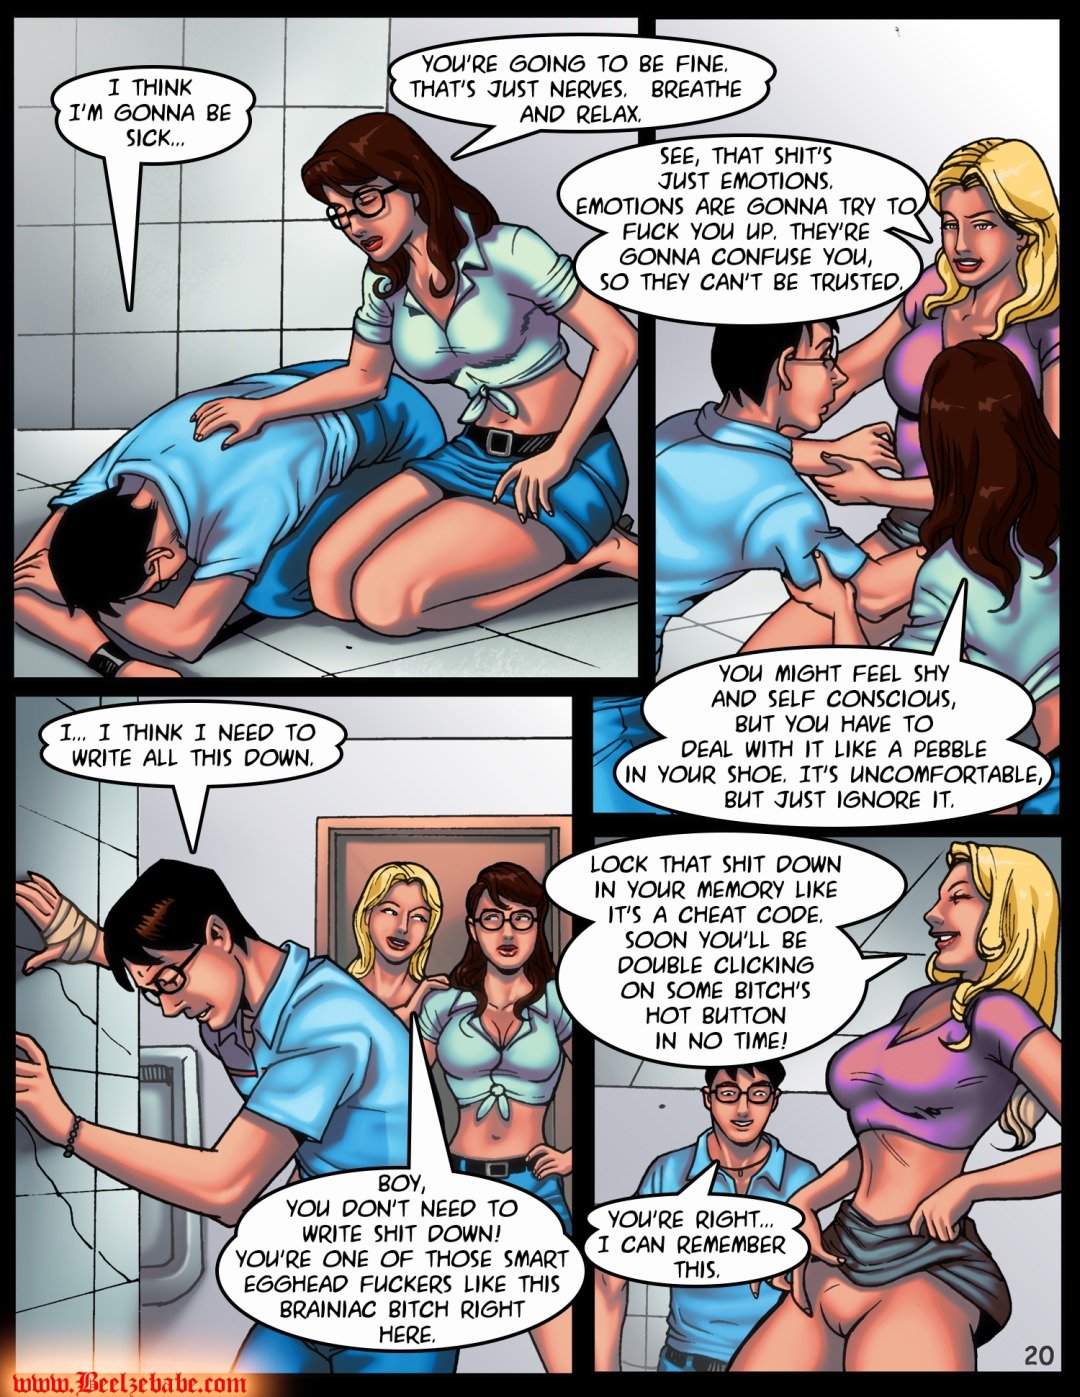 I THINK
I'M GONNA BE
SICK...
YOU'RE GOING TO BE FINE.
THAT'S JUST NERVES. BREATHE
AND RELAX.
SEE, THAT SHIT'S
JUST EMOTIONS.
EMOTIONS ARE GONNA TRY TO
FUCK YOU UP. THEY'RE
GONNA CONFUSE YOU,
SO THEY CAN'T BE TRUSTED.
YOU MIGHT FEEL SHY
AND SELF CONSCIOUS,
BUT YOU HAVE TO
DEAL WITH IT LIKE A PEBBLE
IN YOUR SHOE. IT'S UNCOMFORTABLE,
BUT JUST IGNORE IT.
I... I THINK I NEED TO
WRITE ALL THIS DOWN.
BOY,
YOU DON'T NEED TO
WRITE SHIT DOWN!
YOU'RE ONE OF THOSE SMART
EGGHEAD FUCKERS LIKE THIS
BRAINIAC BITCH RIGHT
HERE.
LOCK THAT SHIT DOWN
IN YOUR MEMORY LIKE
IT'S A CHEAT CODE.
SOON YOU'LL BE
DOUBLE CLICKING
ON SOME BITCH'S
HOT BUTTON
IN NO TIME!
YOU'RE RIGHT...
I CAN REMEMBER
THIS.
20
www.Beelzebabe.com